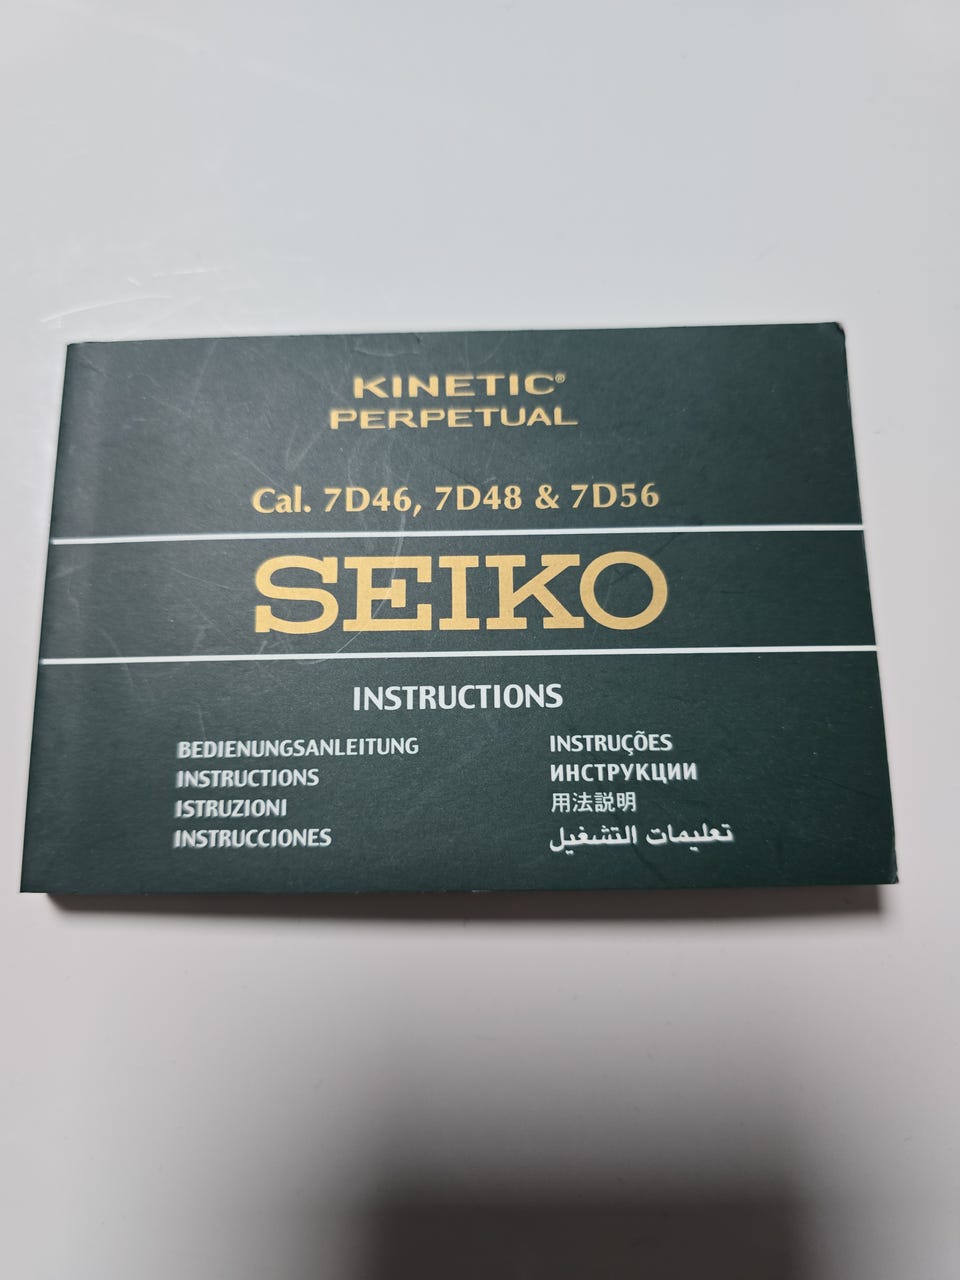 KINETIC®
PERPETUAL
Cal. 7D46, 7D48 & 7D56
SEIKO
INSTRUCTIONS
BEDIENUNGSANLEITUNG
INSTRUCTIONS
ISTRUZIONI
INSTRUCCIONES
INSTRUÇÕES
ИНСТРУКЦИИ
用法説明
تعليمات التشغيل